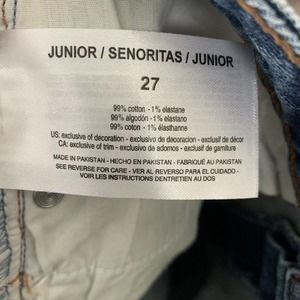 JUNIOR / SENORITAS / JUNIOR
27
99% cotton - 1% elastane
99% algodón - 1% elastane
99% coton - 1% élasthanne
US: exclusive of decoration - exclusivo de decoracion - exclusif de décor
CA: exclusive of trim - exclusivo de adornos - exclusif de garniture
MADE IN PAKISTAN - HECHO EN PAKISTAN - FABRIQUÉ AU PAKISTAN
SEE REVERSE FOR CARE - VER AL REVERSO PARA EL CUIDADO -
VOIR LES INSTRUCTIONS DENTRETIEN AU DOS